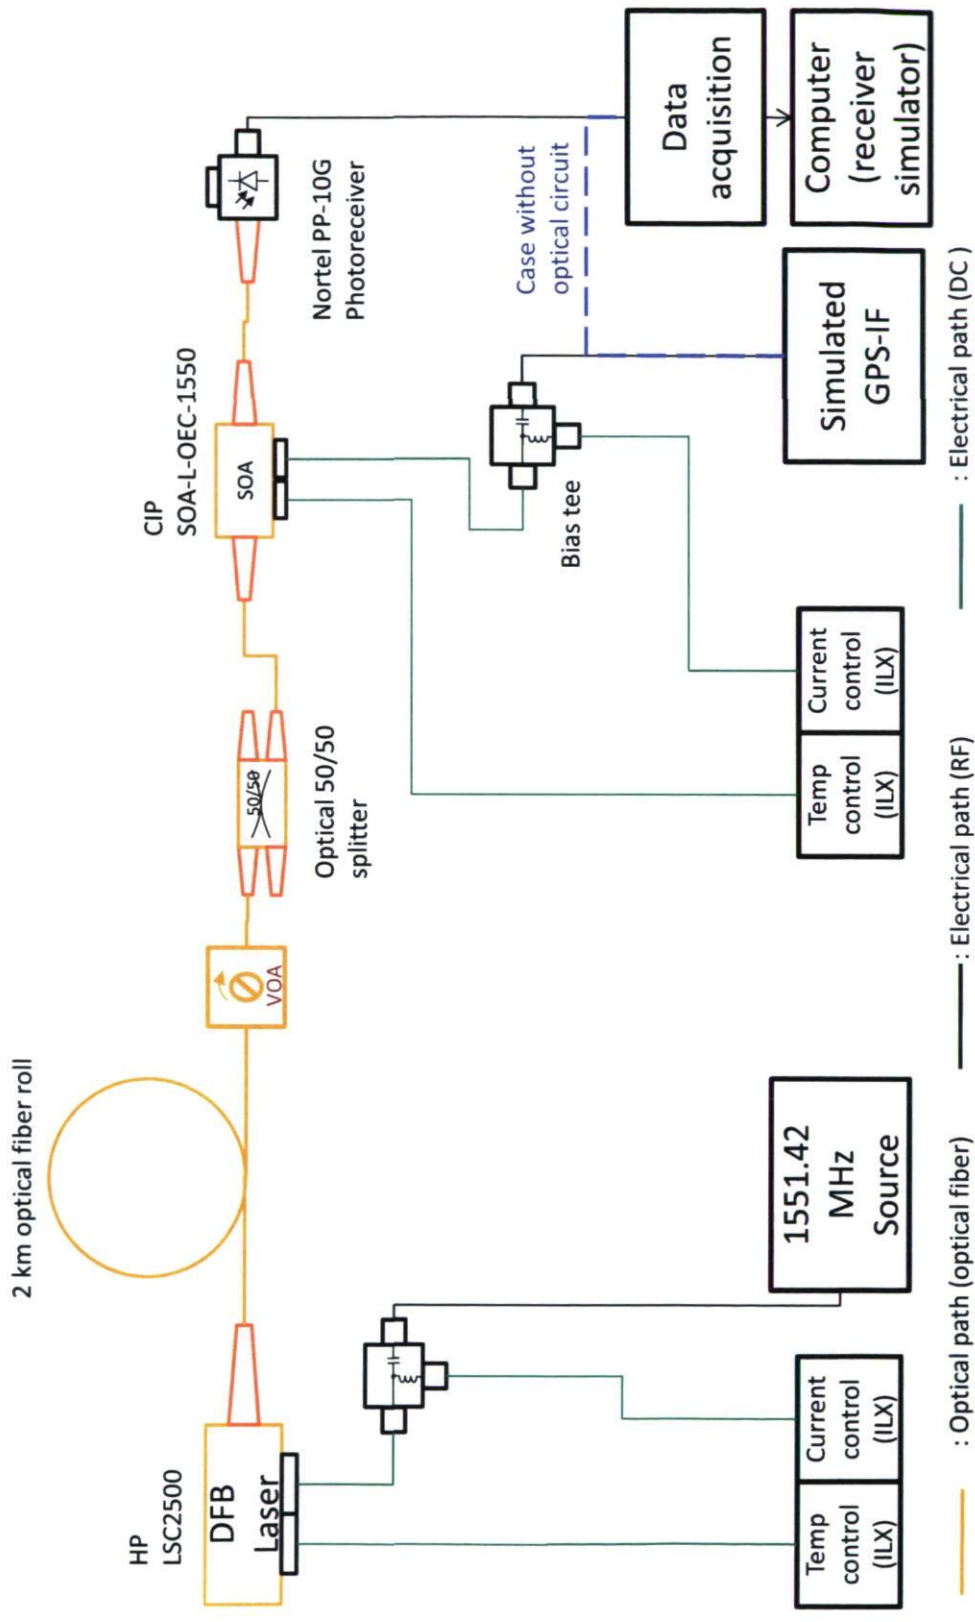 2 km optical fiber roll
HP
LSC2500
DFB
Laser
VOA
50/50
Optical 50/50
splitter
CIP
SOA-L-OEC-1550
SOA
Nortel PP-10G
Photoreceiver
Bias tee
Case without
optical circuit
Data
acquisition
Computer
(receiver
simulator)
Simulated
GPS-IF
Temp
control
(ILX)
Current
control
(ILX)
1551.42
MHz
Source
Temp
control
(ILX)
Current
control
(ILX)
: Optical path (optical fiber)
: Electrical path (RF)
: Electrical path (DC )